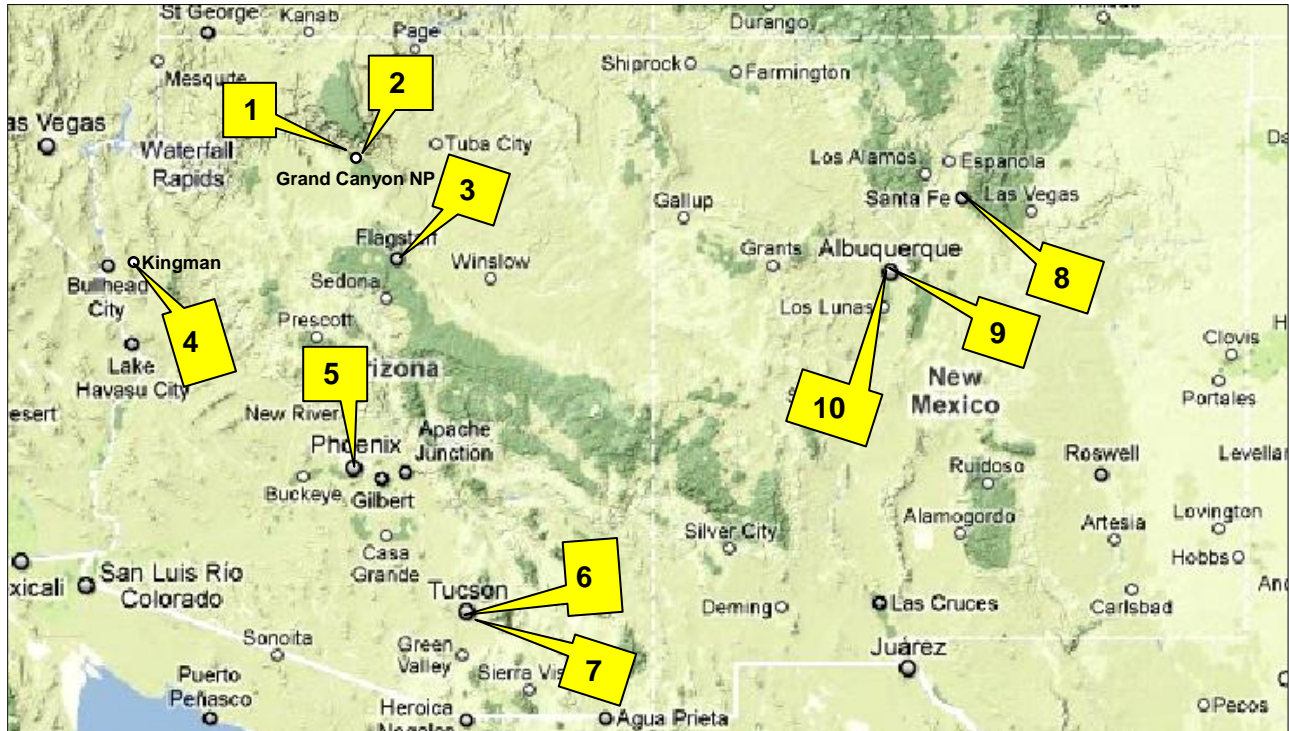 St George
Kanab
Page
Durango
Trinidad
Mesquite
Shiprock
Farmington
1
2
as Vegas
Waterfall
Rapids
Tuba City
Grand Canyon NP
3
Los Alamos
Espanola
Santa Fe
Las Vegas
Gallup
Flagstaff
Winslow
Grants
Albuquerque
8
Kingman
Bullhead
City
Sedona
Los Lunas
9
4
Prescott
Lake
Havasu City
5
rizona
Clovis
Portales
New
Mexico
10
esert
New River
Phoenix
Apache
Junction
Buckeye
Gilbert
Ruidoso
Roswell
Levellan
Casa
Grande
Silver City
Alamogordo
Artesia
Lovington
Hobbs
xicali
San Luis Río
Colorado
Tucson
6
Deming
Las Cruces
Carlsbad
Sonoita
Green
Valley
Sierra Vis
7
Juárez
Puerto
Peñasco
Heroica
Nogales
Agua Prieta
Pecos